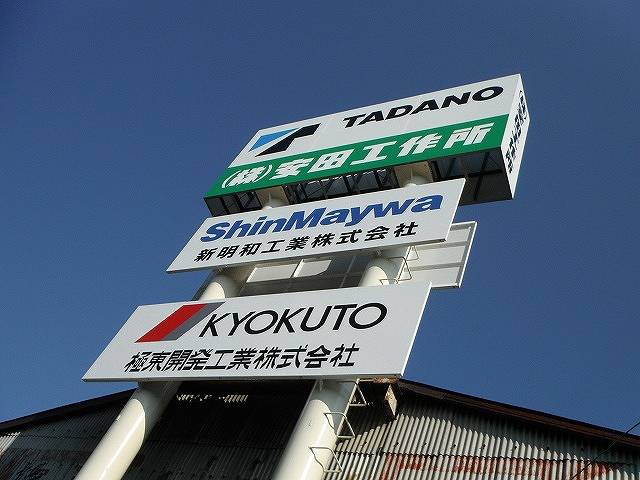 TADANO
(株)安田工作所
ShinMaywa
新明和工業株式会社
KYOKUTO
極東開発工業株式会社